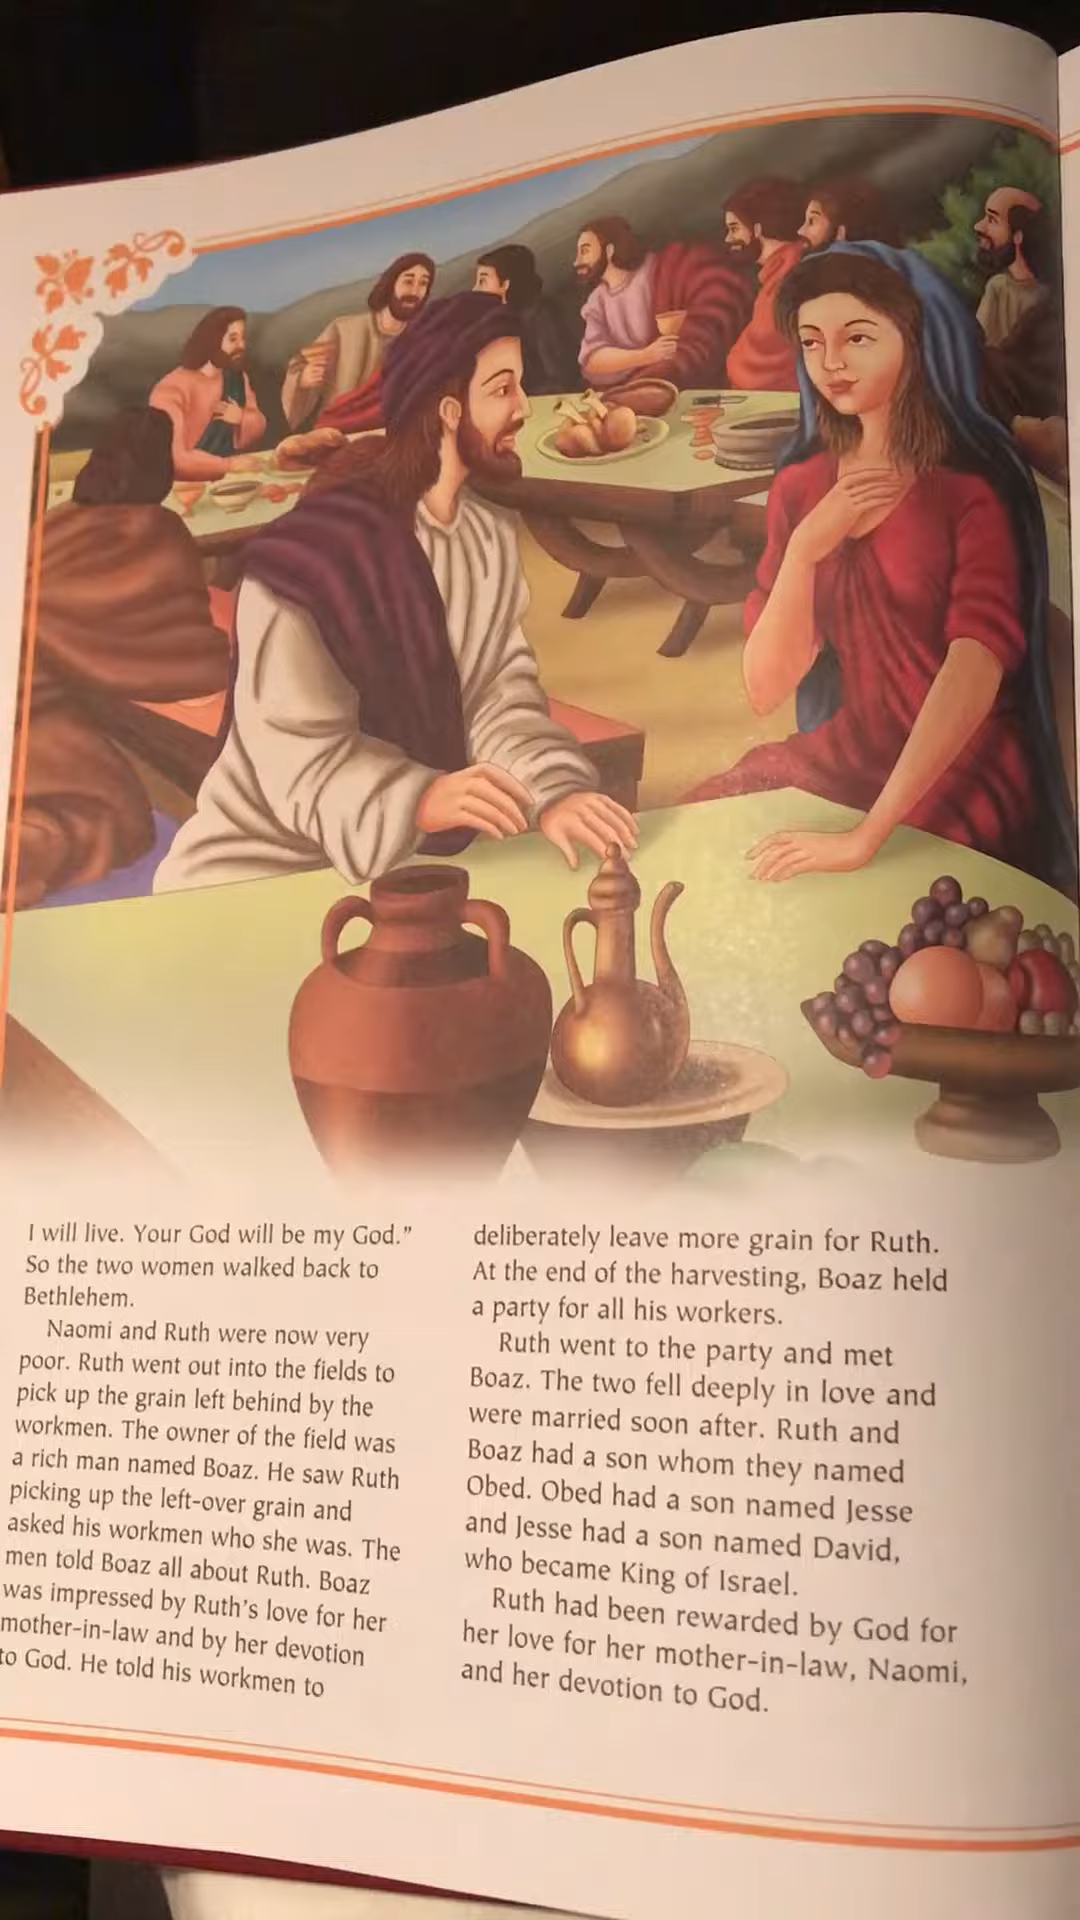 I will live. Your God will be my God.”
So the two women walked back to
Bethlehem.
Naomi and Ruth were now very
poor. Ruth went out into the fields to
pick up the grain left behind by the
workmen. The owner of the field was
a rich man named Boaz. He saw Ruth
picking up the left-over grain and
asked his workmen who she was. The
men told Boaz all about Ruth. Boaz
was impressed by Ruth’s love for her
mother-in-law and by her devotion
to God. He told his workmen to
deliberately leave more grain for Ruth.
At the end of the harvesting, Boaz held
a party for all his workers.
Ruth went to the party and met
Boaz. The two fell deeply in love and
were married soon after. Ruth and
Boaz had a son whom they named
Obed. Obed had a son named Jesse
and Jesse had a son named David,
who became King of Israel.
Ruth had been rewarded by God for
her love for her mother-in-law, Naomi,
and her devotion to God.